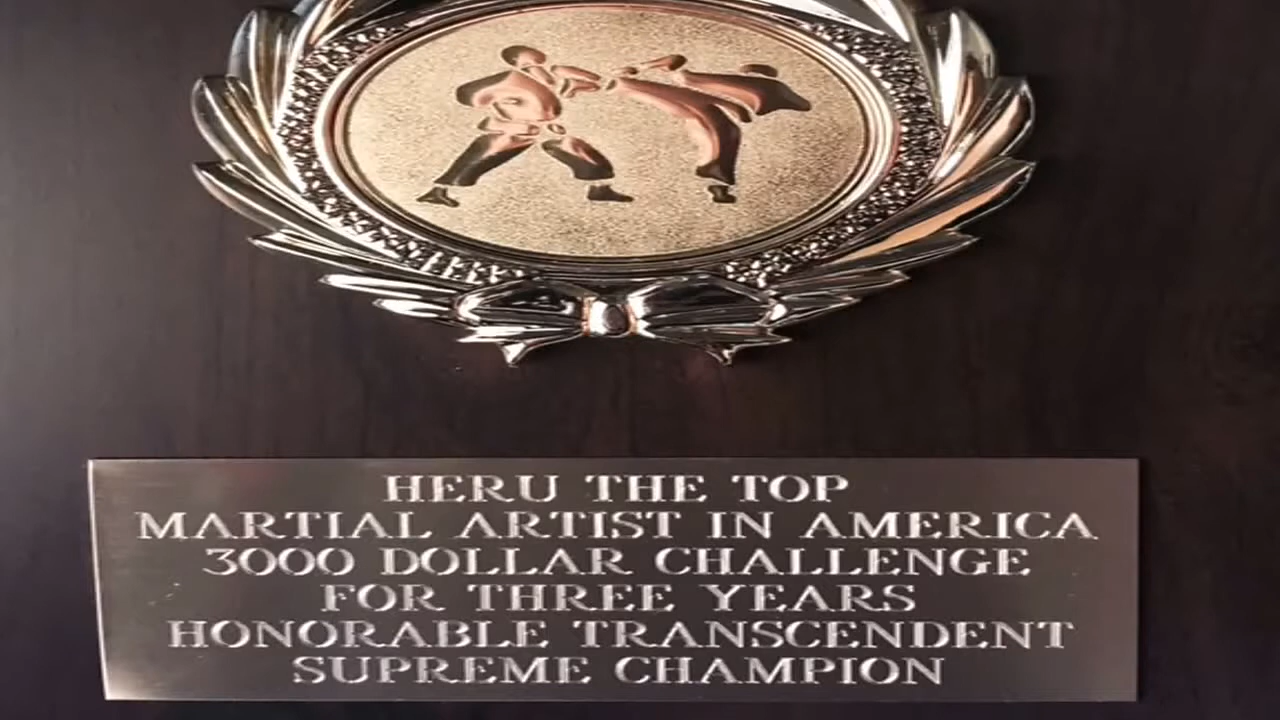 HERU THE TOP
MARTIAL ARTIST IN AMERICA
3000 DOLLAR CHALLENGE
FOR THREE YEARS
HONORABLE TRANSCENDENT
SUPREME CHAMPION